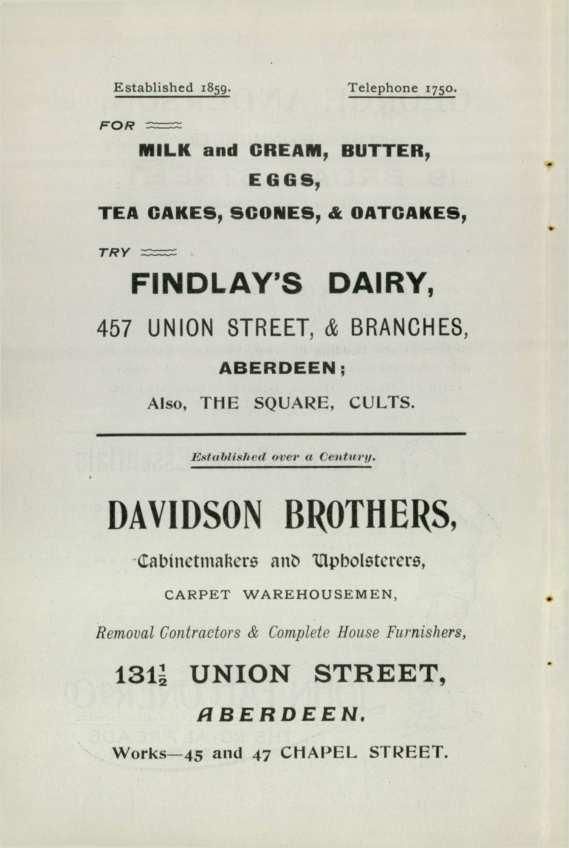 Established 1859. Telephone 1750.
FOR
MILK and CREAM, BUTTER,
EGGS,
TEA CAKES, SCONES, & OATCAKES,
TRY
FINDLAY'S DAIRY,
457 UNION STREET, & BRANCHES,
ABERDEEN;
Also, THE SQUARE, CULTS.
Established over a Century.
DAVIDSON BROTHERS,
Cabinetmakers and Upholsterers,
CARPET WAREHOUSEMEN,
Removal Contractors & Complete House Furnishers,
131½ UNION STREET,
ABERDEEN.
Works—45 and 47 CHAPEL STREET.